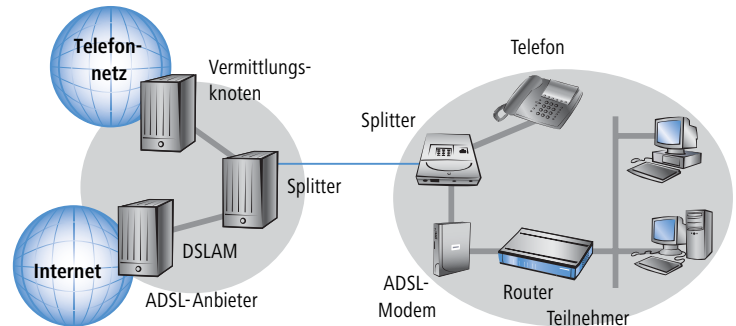 Telefon-
netz
Vermittlungs-
knoten
Splitter
DSLAM
Internet
ADSL-Anbieter
Telefon
Splitter
ADSL-
Modem
Router
Teilnehmer